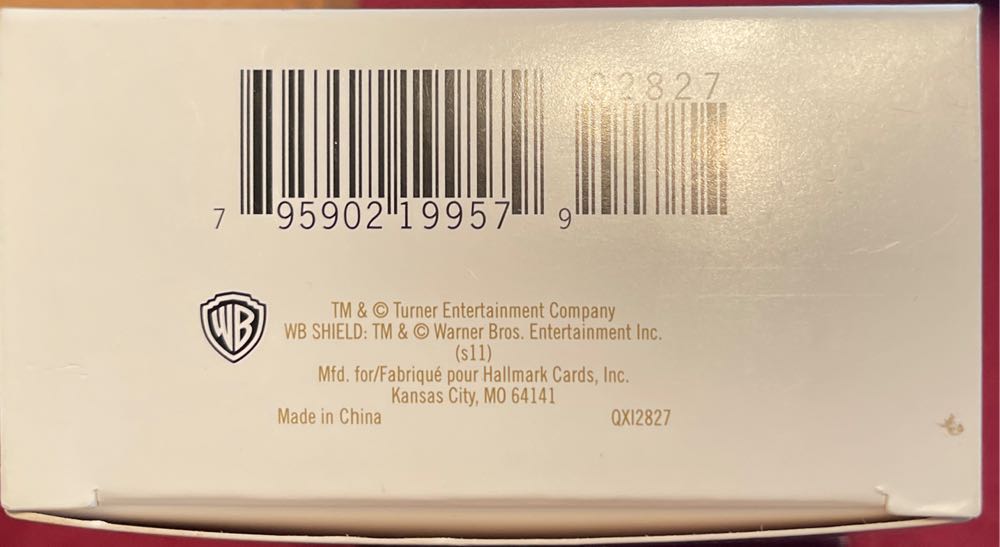 02827
7 95902 19957 9
WB
TM & © Turner Entertainment Company
WB SHIELD: TM & © Warner Bros. Entertainment Inc.
(s11)
Mfd. for/Fabriqué pour Hallmark Cards, Inc.
Kansas City, MO 64141
Made in China QXI2827